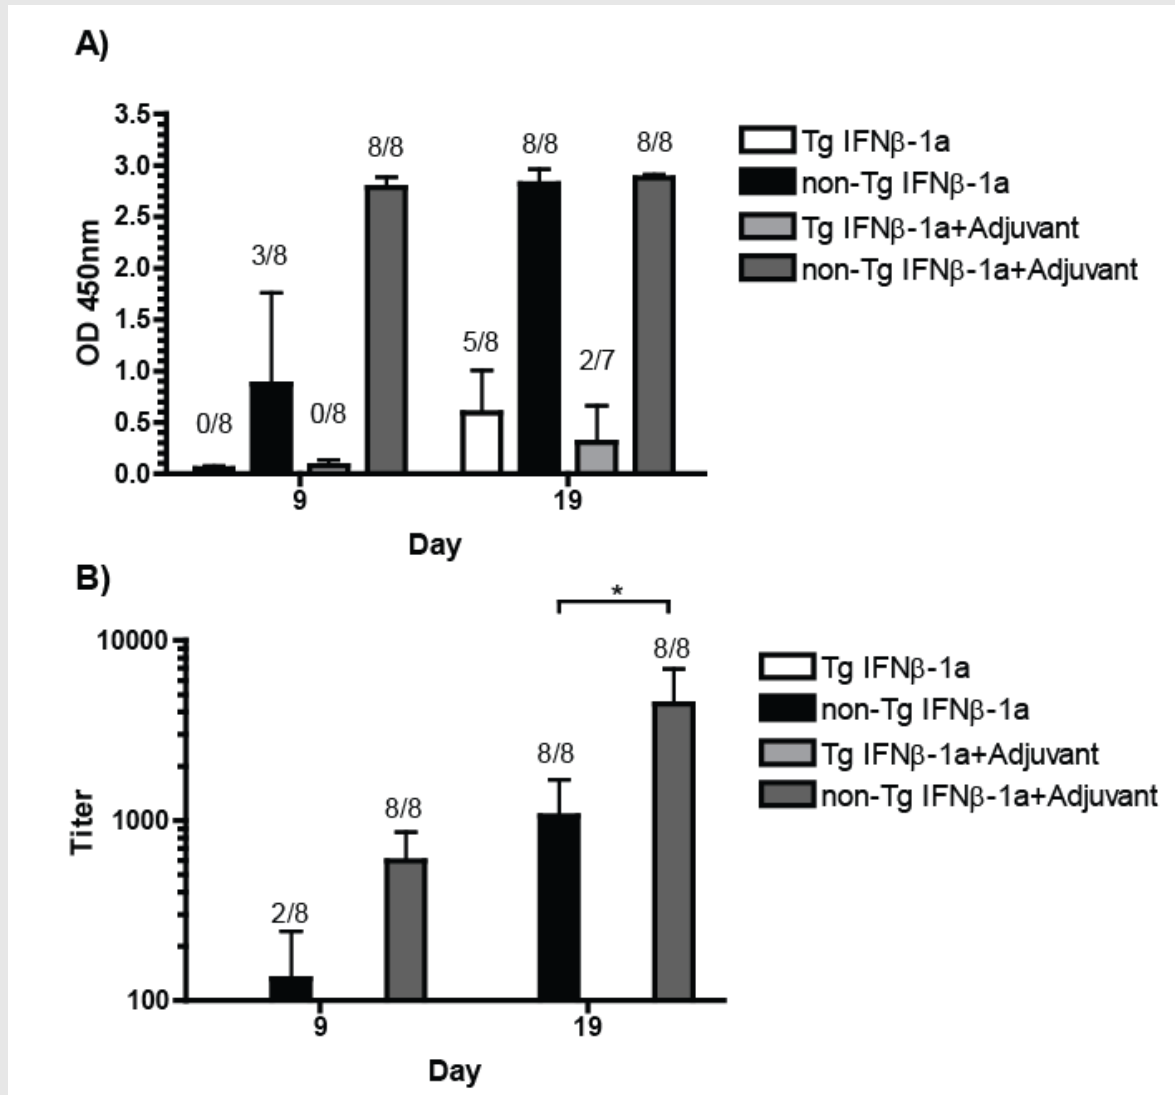 A)
3.5
3.0
2.5
2.0
1.5
1.0
0.5
0.0
OD 450nm
0/8
3/8
0/8
8/8
5/8
8/8
2/7
8/8
9
19
Day
Tg IFNβ-1a
non-Tg IFNβ-1a
Tg IFNβ-1a+Adjuvant
non-Tg IFNβ-1a+Adjuvant
B)
10000
1000
100
Titer
2/8
8/8
8/8
*
8/8
9
19
Day
Tg IFNβ-1a
non-Tg IFNβ-1a
Tg IFNβ-1a+Adjuvant
non-Tg IFNβ-1a+Adjuvant